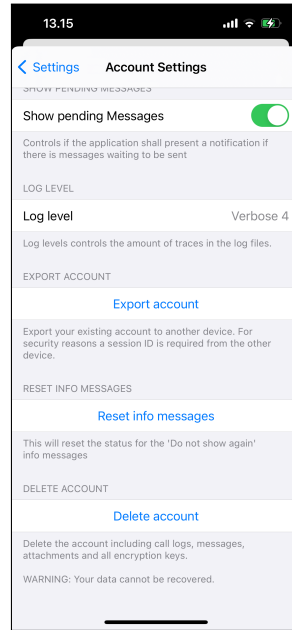 13.15
Settings
Account Settings
SHOW PENDING MESSAGES
Show pending Messages
Controls if the application shall present a notification if
there is messages waiting to be sent
LOG LEVEL
Log level
Verbose 4
Log levels controls the amount of traces in the log files.
EXPORT ACCOUNT
Export account
Export your existing account to another device. For
security reasons a session ID is required from the other
device.
RESET INFO MESSAGES
Reset info messages
This will reset the status for the 'Do not show again'
info messages
DELETE ACCOUNT
Delete account
Delete the account including call logs, messages,
attachments and all encryption keys.
WARNING: Your data cannot be recovered.